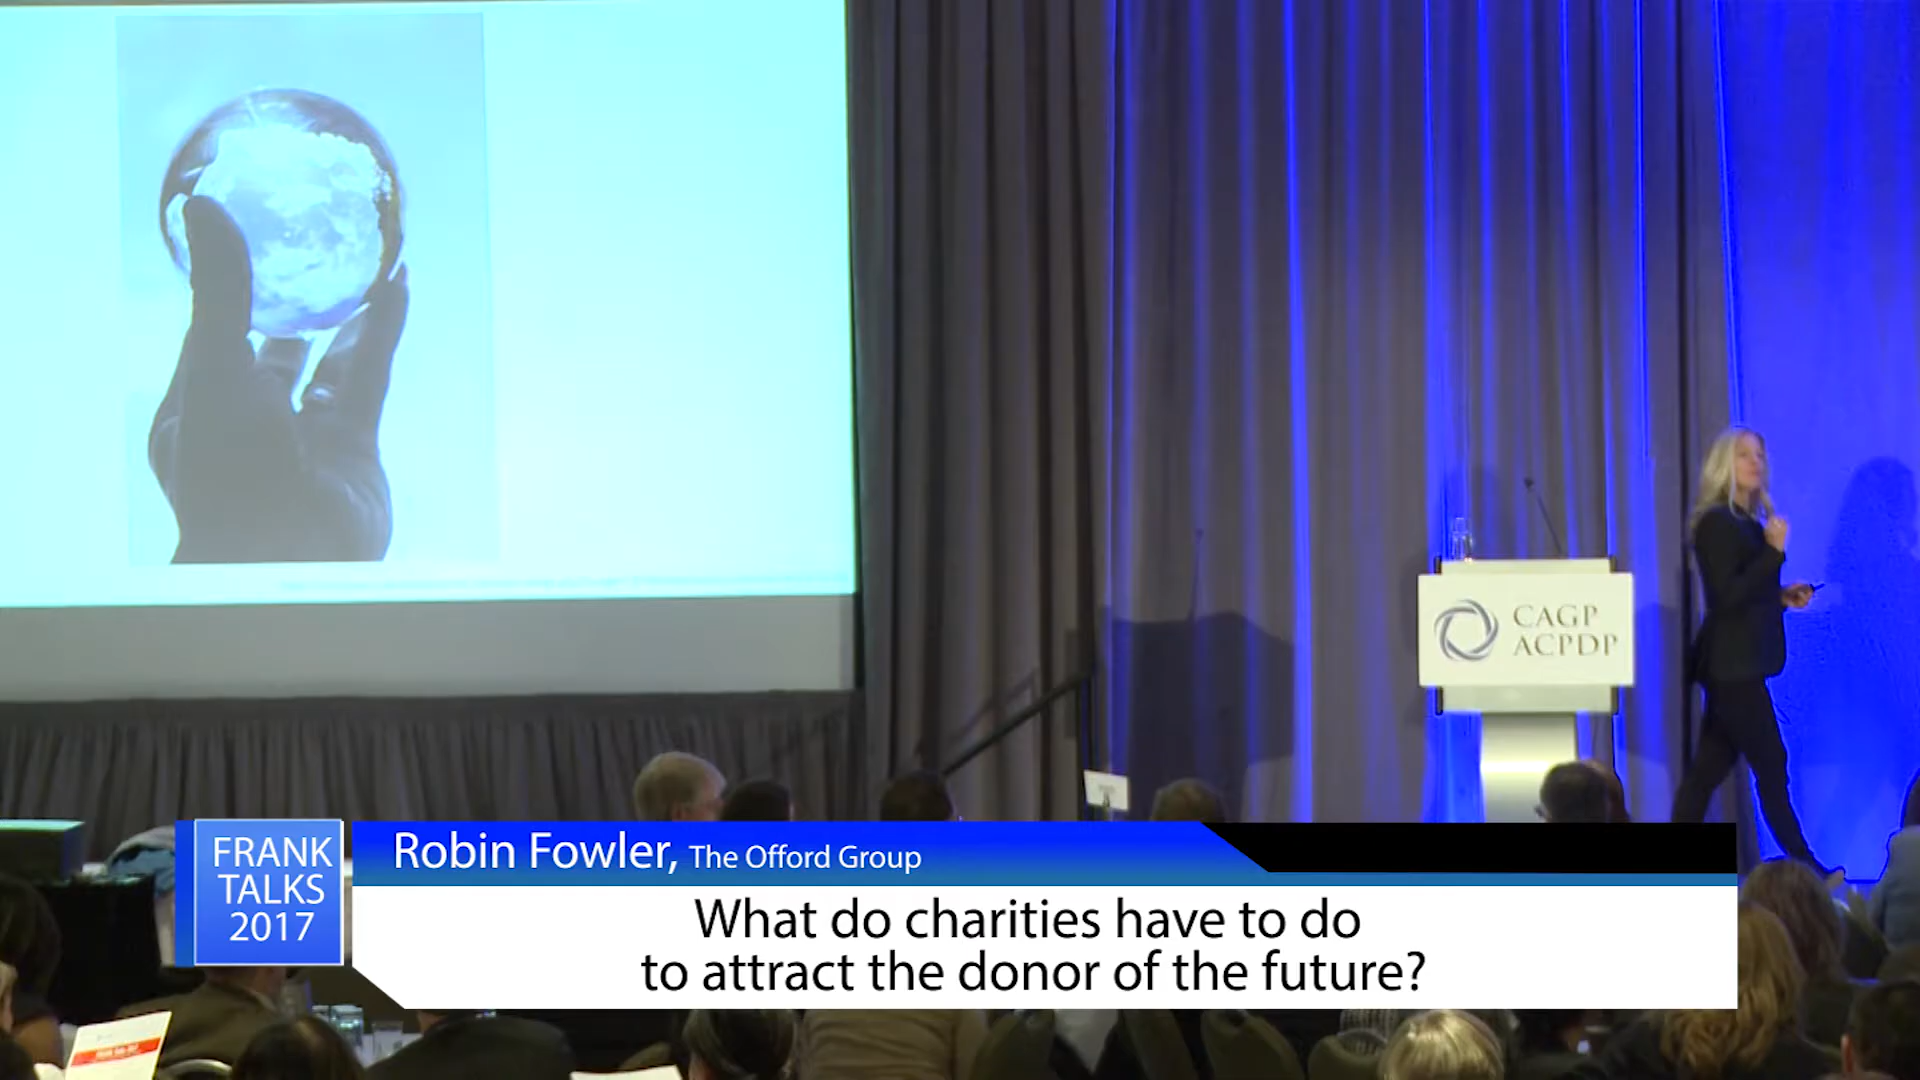 CAGP
ACPDP
FRANK
TALKS
2017
Robin Fowler, The Offord Group
What do charities have to do
to attract the donor of the future?